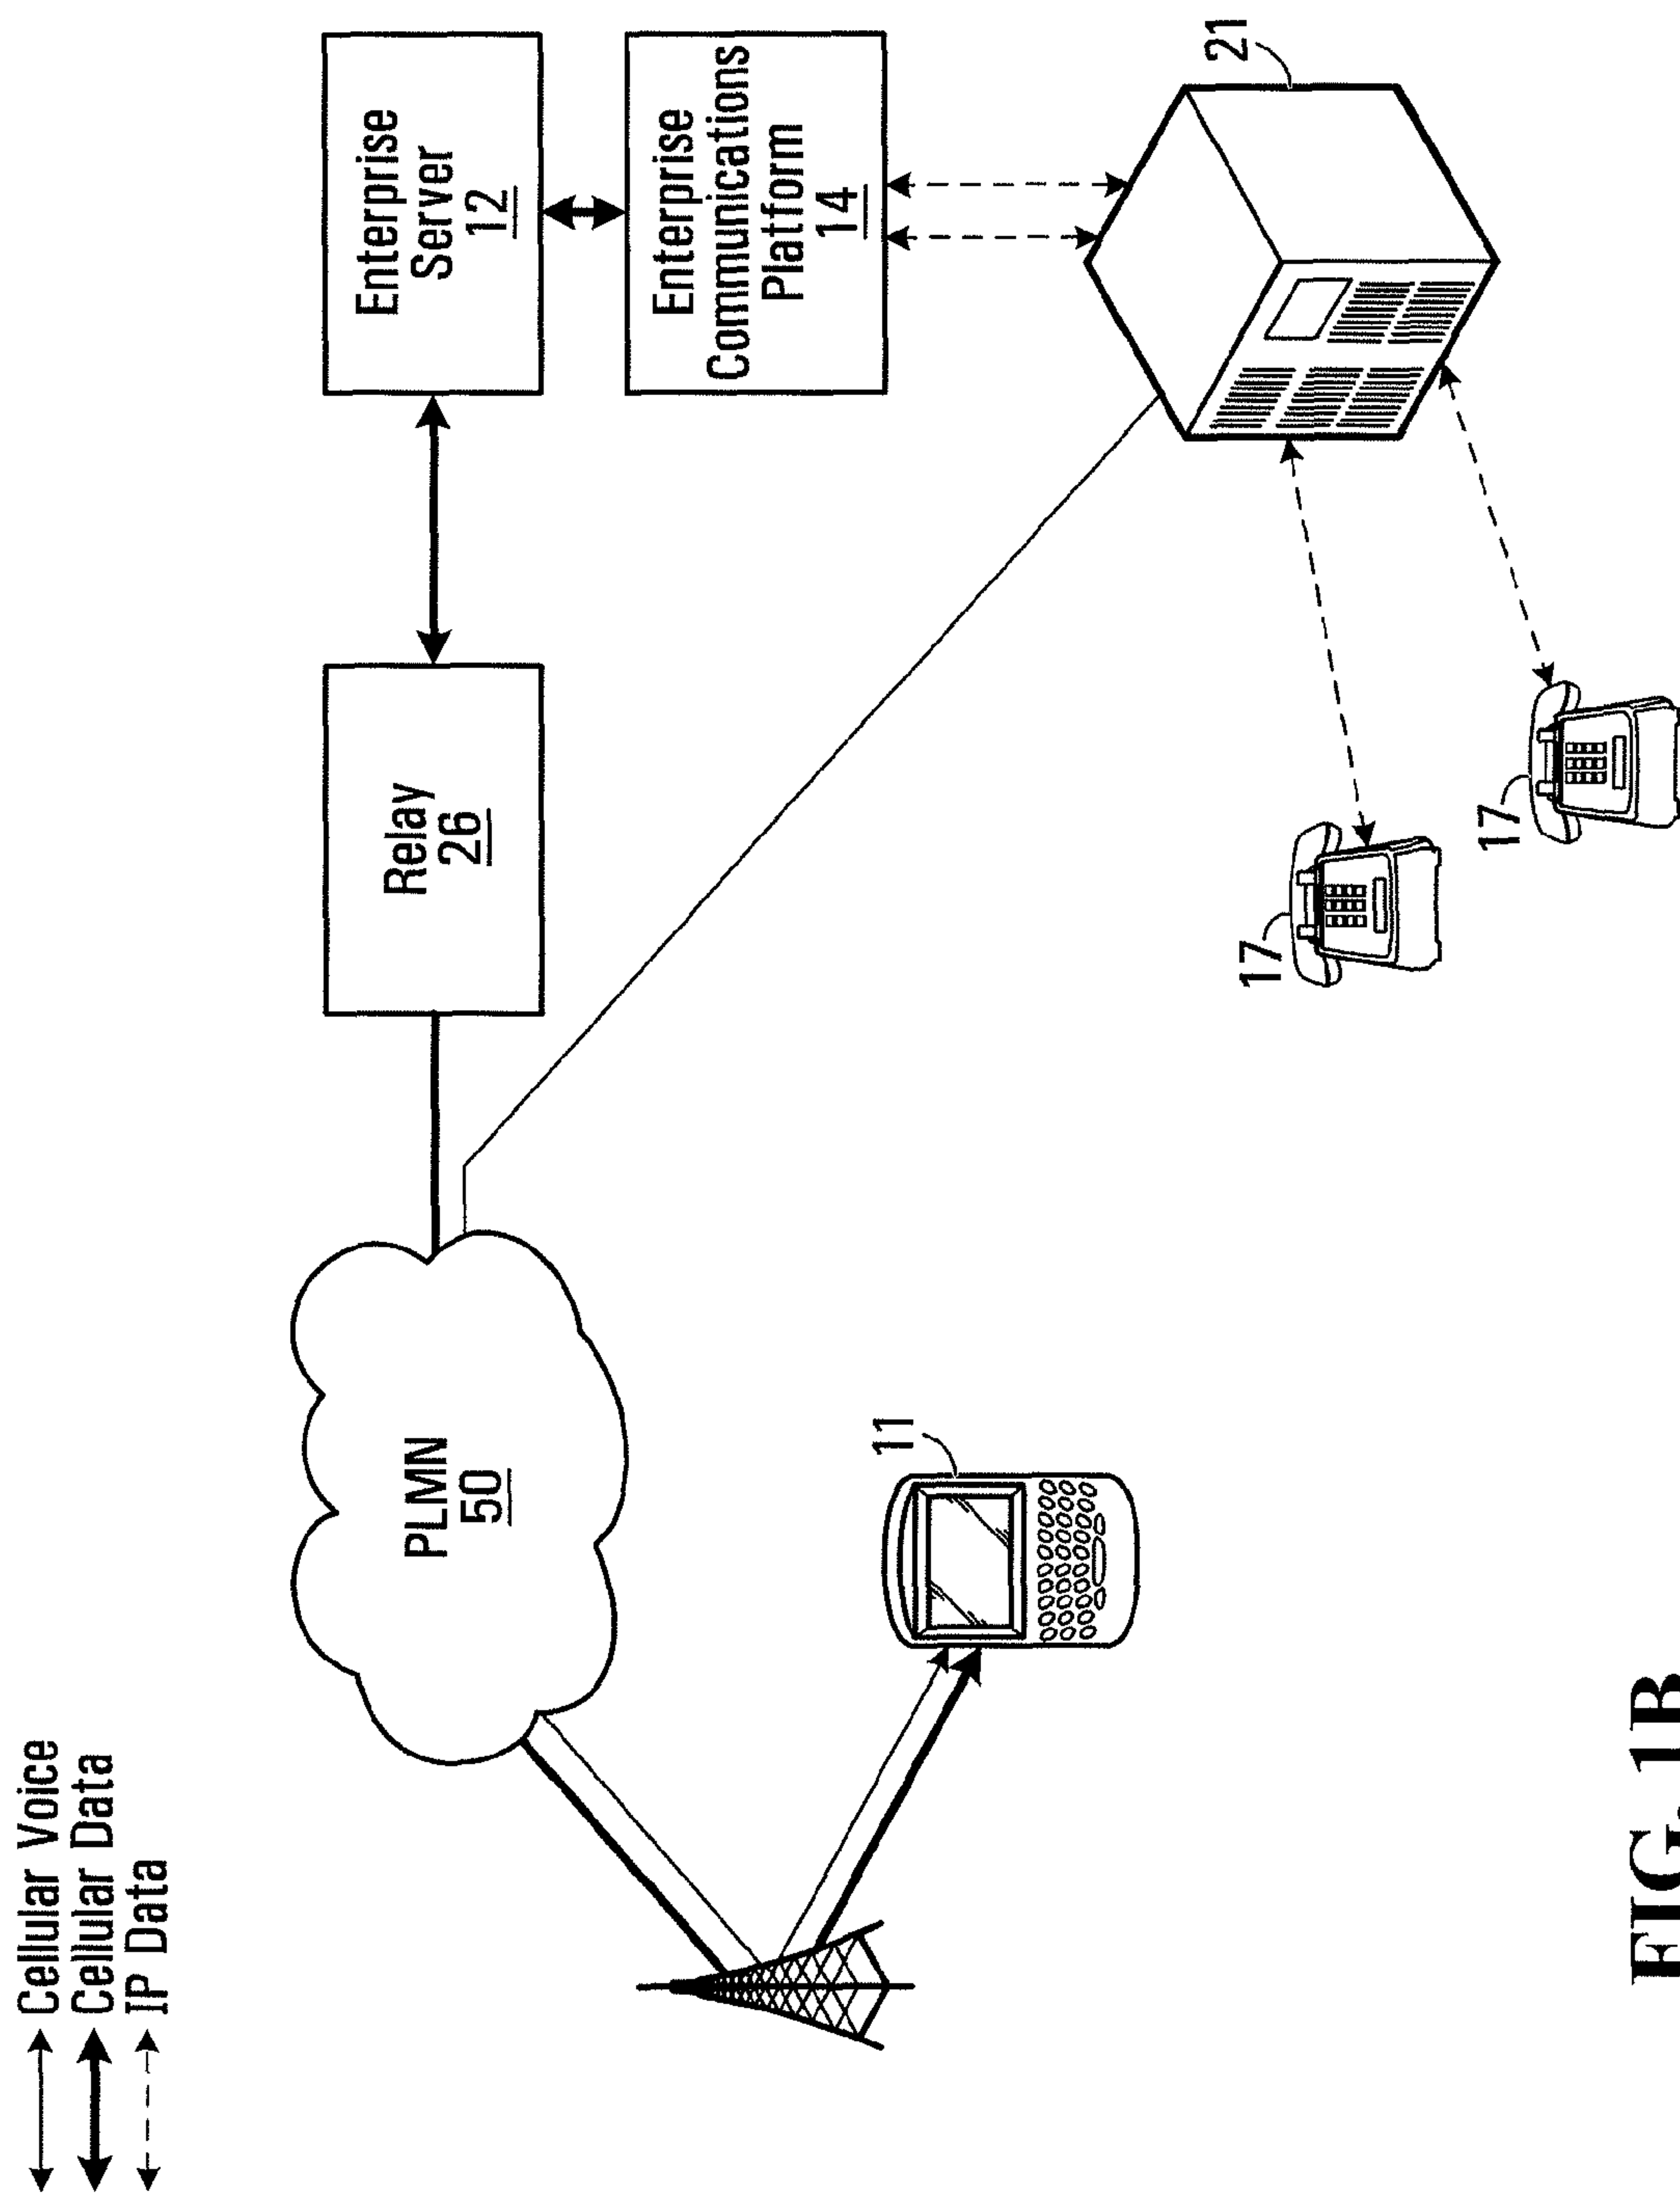 Cellular Voice
Cellular Data
IP Data
PLMN
50
Relay
26
Enterprise
Server
12
Enterprise
Communications
Platform
14
11
21
17
17
FIG. 1B